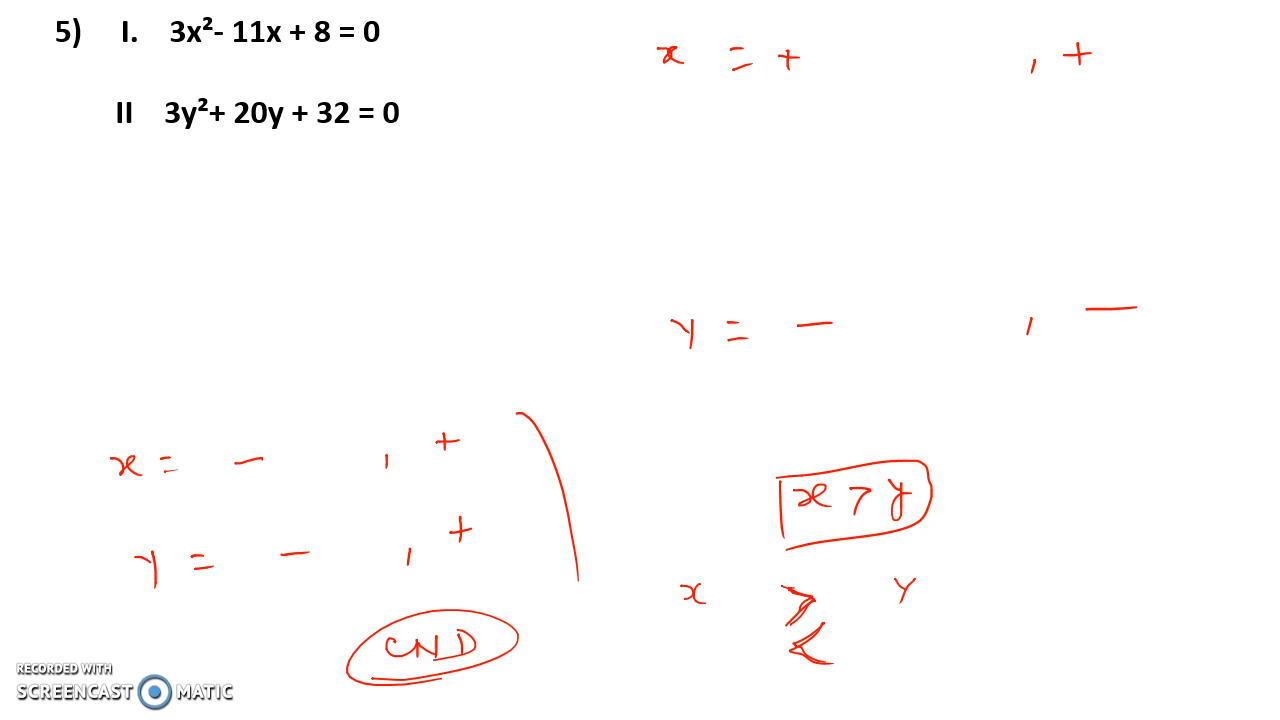 5) I. 3x²- 11x + 8 = 0
II 3y²+ 20y + 32 = 0
x = + , +
y = − , −
x = − , +
y = − , +
CND
x > y
x ≥ y
≤
RECORDED WITH
SCREENCAST MATIC